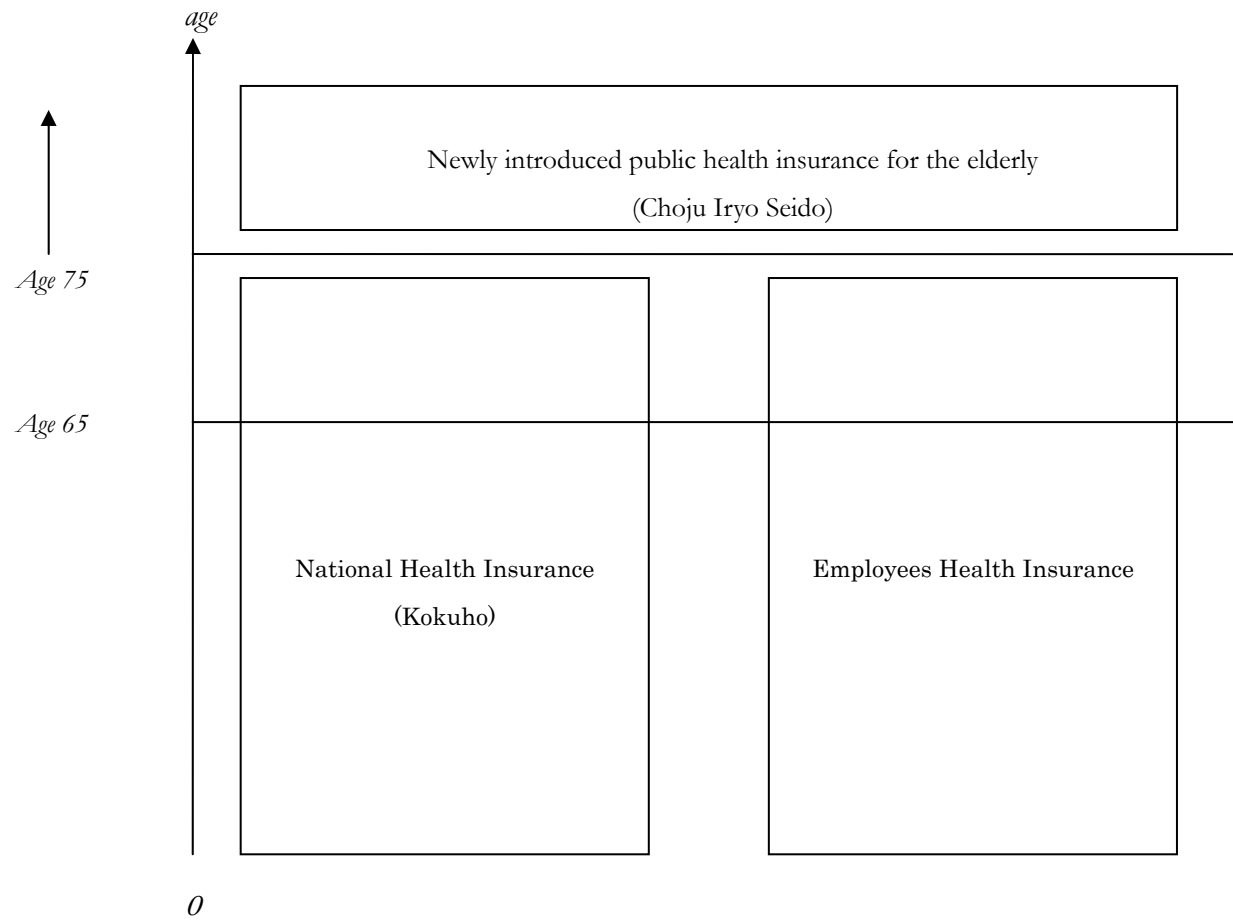 age
Newly introduced public health insurance for the elderly
(Choju Iryo Seido)
Age 75
Age 65
National Health Insurance
(Kokuho)
Employees Health Insurance
0